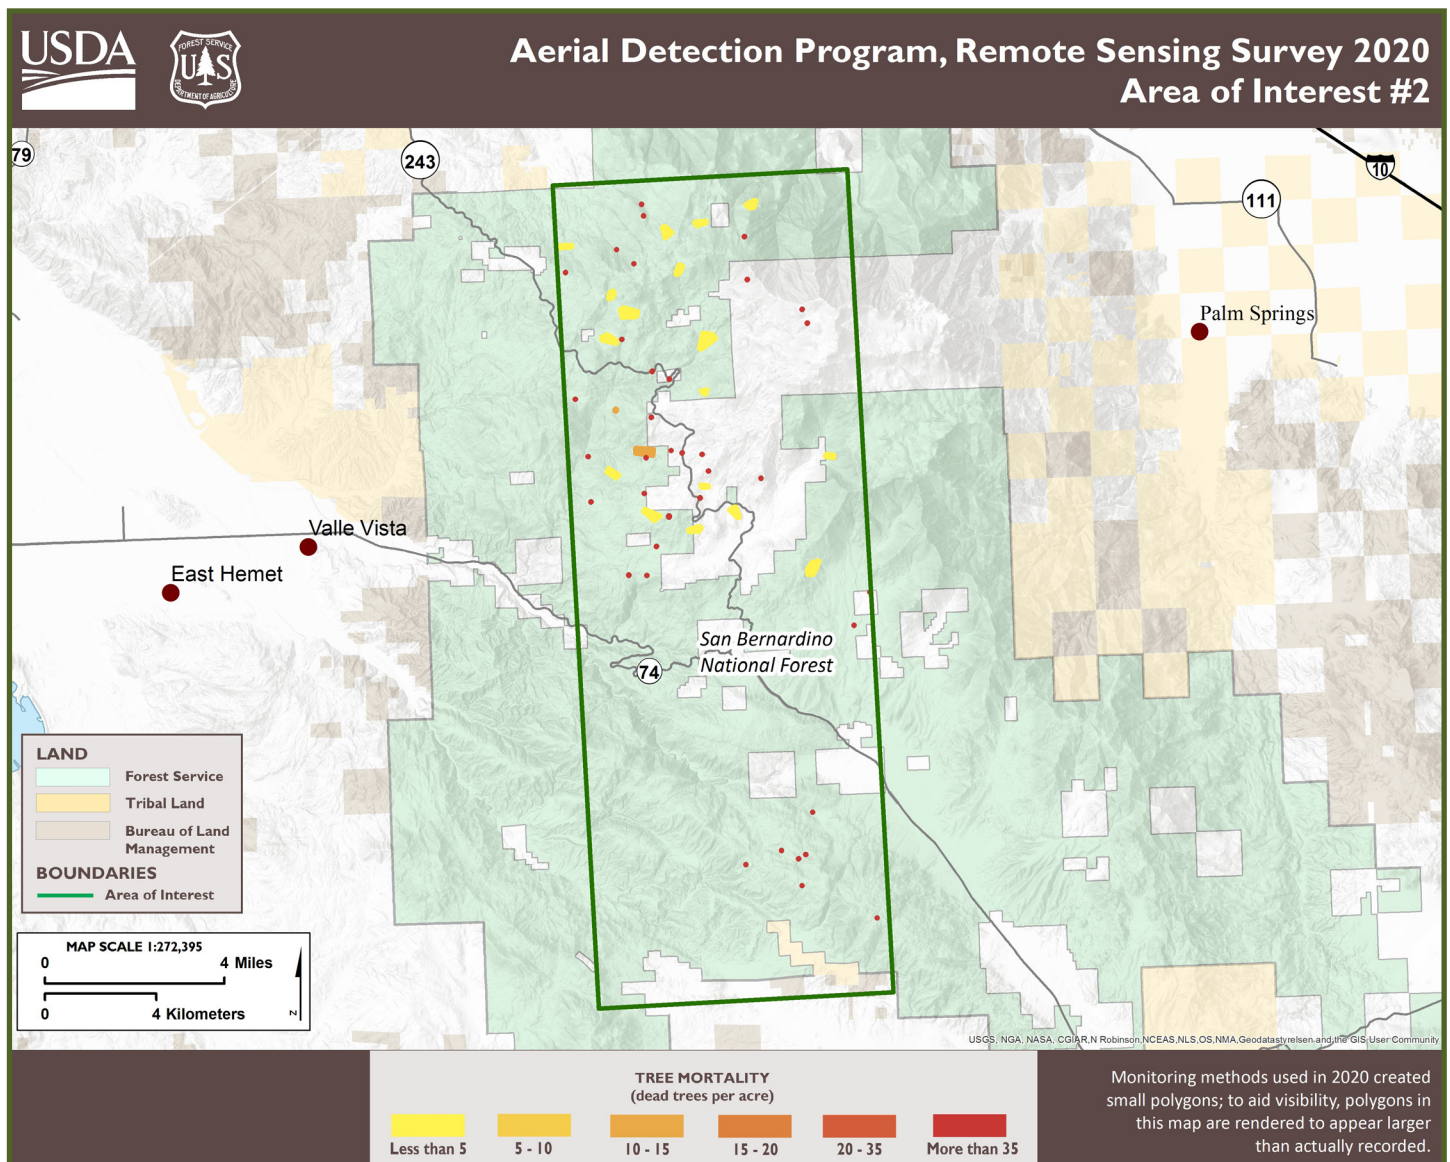 USDA
FOREST SERVICE
U S
DEPARTMENT OF AGRICULTURE
Aerial Detection Program, Remote Sensing Survey 2020
Area of Interest #2
79
243
10
111
Palm Springs
Valle Vista
East Hemet
San Bernardino
National Forest
74
LAND
Forest Service
Tribal Land
Bureau of Land
Management
BOUNDARIES
Area of Interest
MAP SCALE 1:272,395
0 4 Miles
0 4 Kilometers
N
USGS, NGA, NASA, CGIAR,N Robinson,NCEAS,NLS,OS,NMA,Geodatastyrelsen and the GIS User Community
TREE MORTALITY
(dead trees per acre)
Less than 5 5 - 10 10 - 15 15 - 20 20 - 35 More than 35
Monitoring methods used in 2020 created
small polygons; to aid visibility, polygons in
this map are rendered to appear larger
than actually recorded.